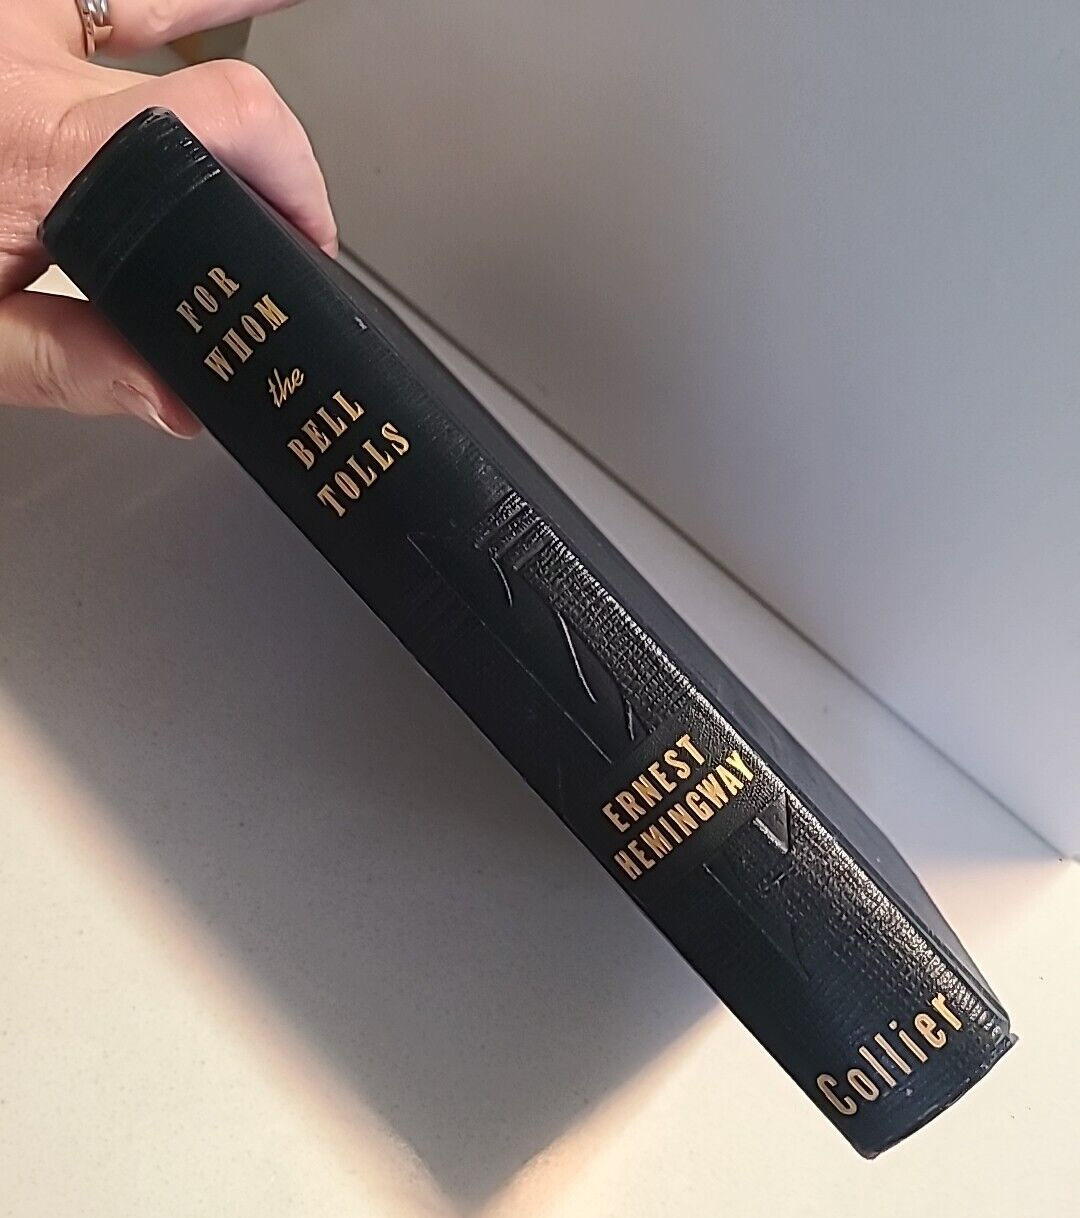 FOR
WHOM
the
BELL
TOLLS
ERNEST
HEMINGWAY
Collier